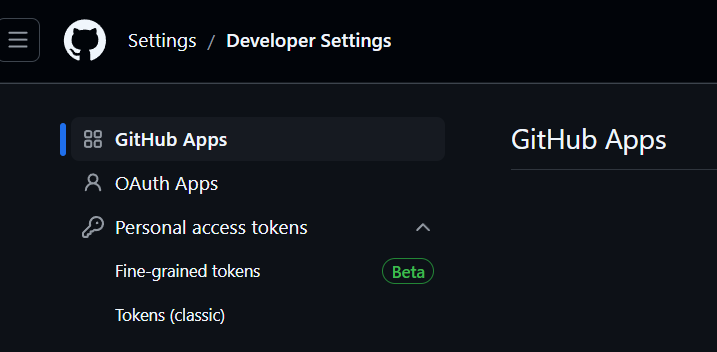 Settings / Developer Settings
GitHub Apps
OAuth Apps
Personal access tokens
Fine-grained tokens Beta
Tokens (classic)
GitHub Apps